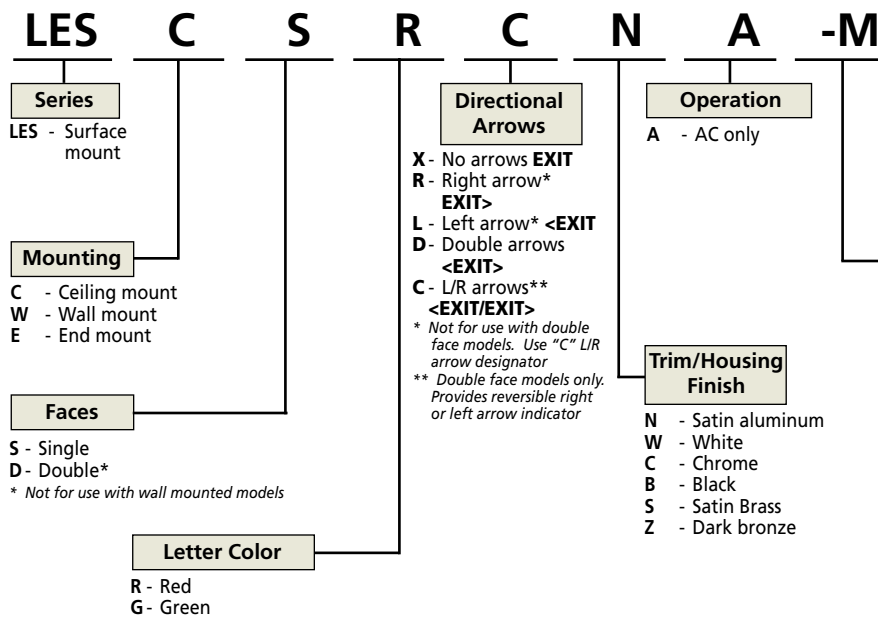 LES C S R C N A -M
Series
LES - Surface
mount
Mounting
C - Ceiling mount
W - Wall mount
E - End mount
Faces
S - Single
D - Double*
* Not for use with wall mounted models
Letter Color
R - Red
G - Green
Directional
Arrows
X - No arrows EXIT
R - Right arrow*
EXIT>
L - Left arrow* <EXIT
D - Double arrows
<EXIT>
C - L/R arrows**
<EXIT/EXIT>
* Not for use with double
face models. Use “C” L/R
arrow designator
** Double face models only.
Provides reversible right
or left arrow indicator
Operation
A - AC only
Trim/Housing
Finish
N - Satin aluminum
W - White
C - Chrome
B - Black
S - Satin Brass
Z - Dark bronze